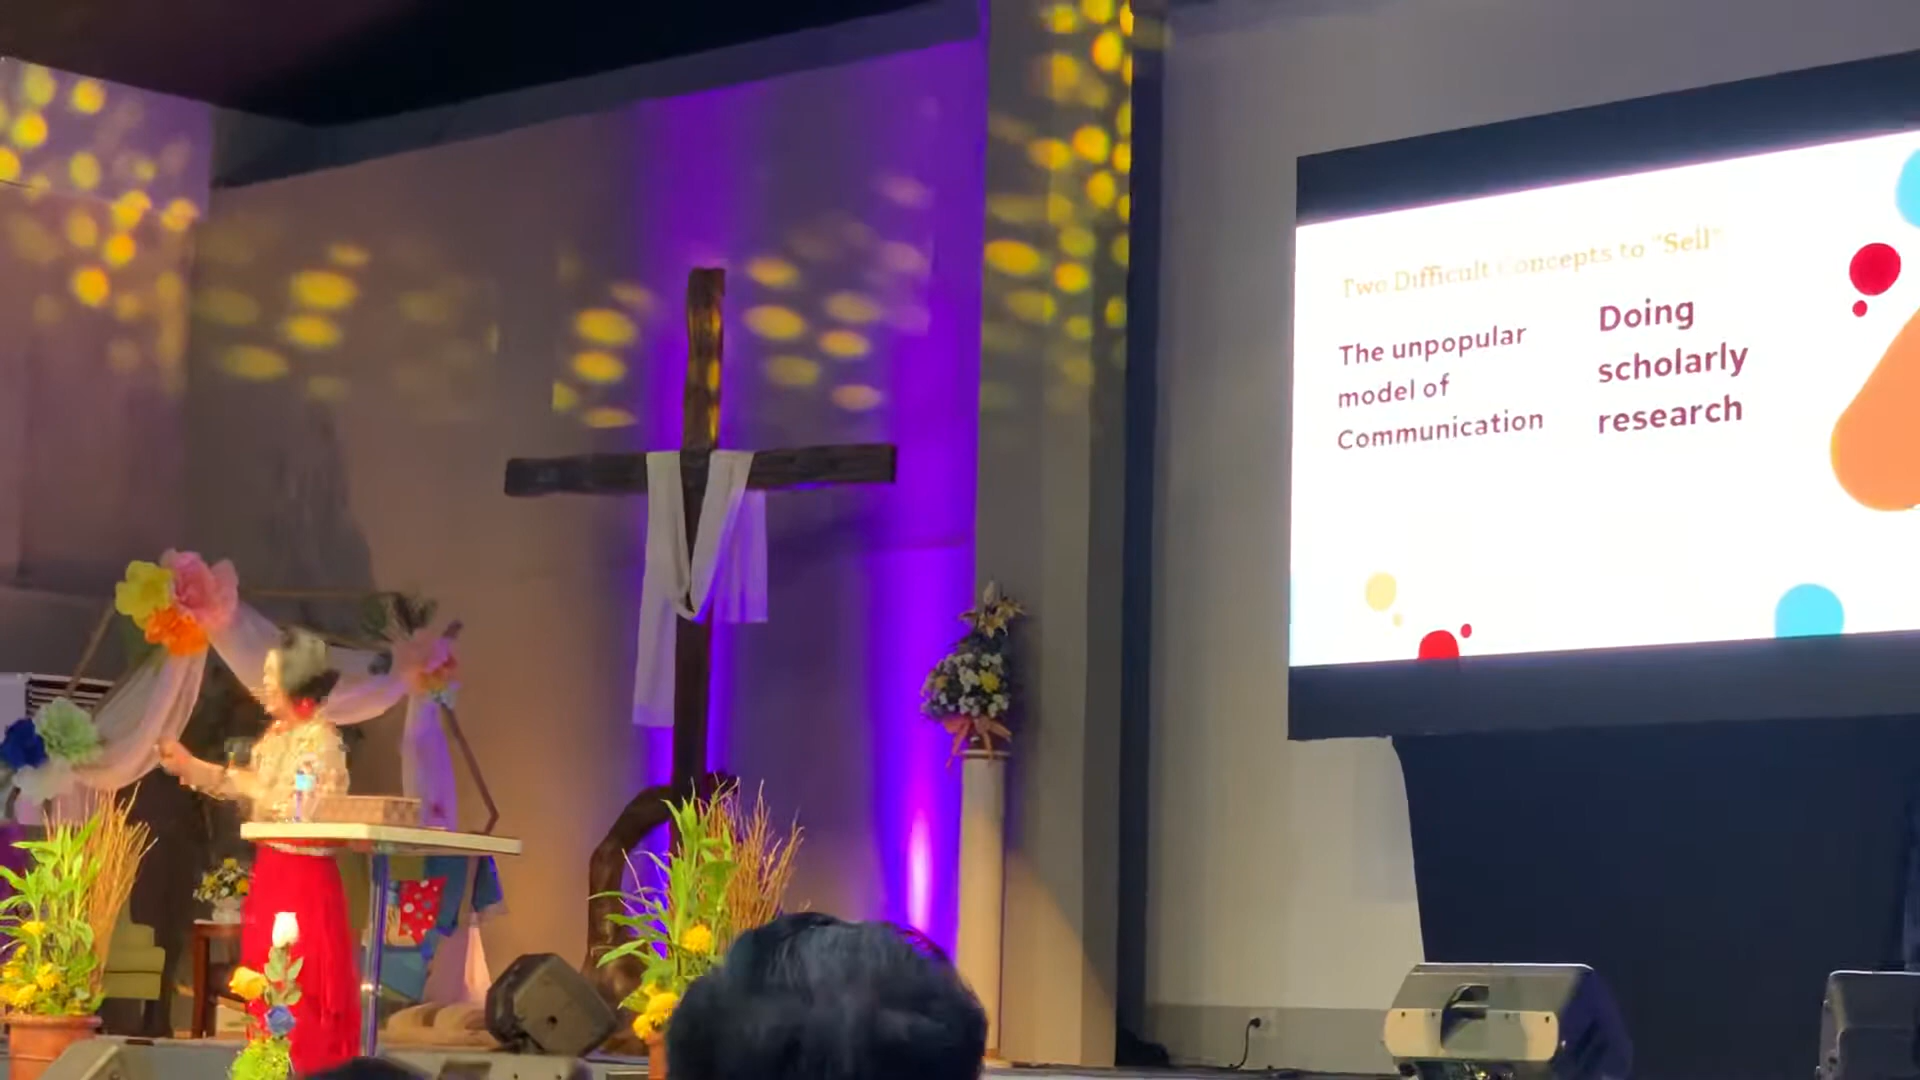 Two Difficult Concepts to "Sell"
The unpopular
model of
Communication
Doing
scholarly
research